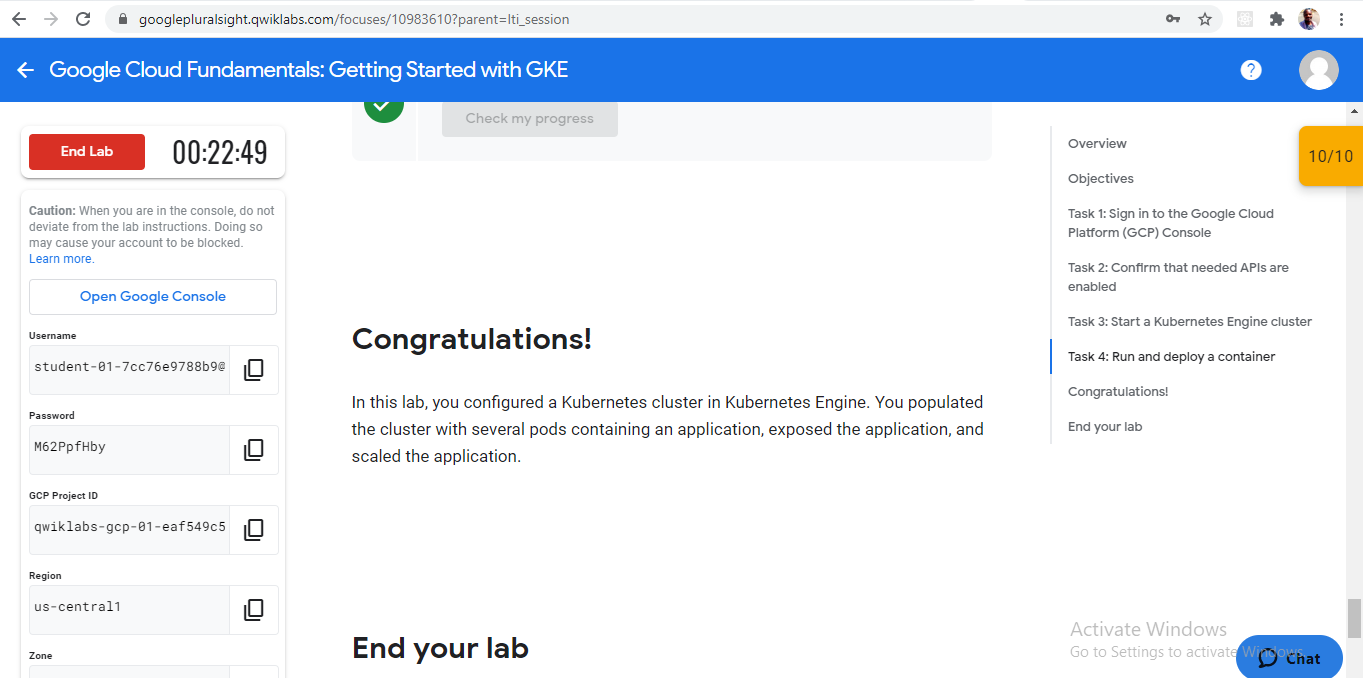 googlepluralsight.qwiklabs.com/focuses/10983610?parent=lti_session
Google Cloud Fundamentals: Getting Started with GKE
?
End Lab
00:22:49
Caution: When you are in the console, do not
deviate from the lab instructions. Doing so
may cause your account to be blocked.
Learn more.
Open Google Console
Username
student-01-7cc76e9788b9@
Password
M62PpfHby
GCP Project ID
qwiklabs-gcp-01-eaf549c5
Region
us-central1
Zone
Check my progress
Congratulations!
In this lab, you configured a Kubernetes cluster in Kubernetes Engine. You populated
the cluster with several pods containing an application, exposed the application, and
scaled the application.
End your lab
Overview
Objectives
Task 1: Sign in to the Google Cloud
Platform (GCP) Console
Task 2: Confirm that needed APIs are
enabled
Task 3: Start a Kubernetes Engine cluster
Task 4: Run and deploy a container
Congratulations!
End your lab
10/10
Activate Windows
Go to Settings to activate Windows.
Chat